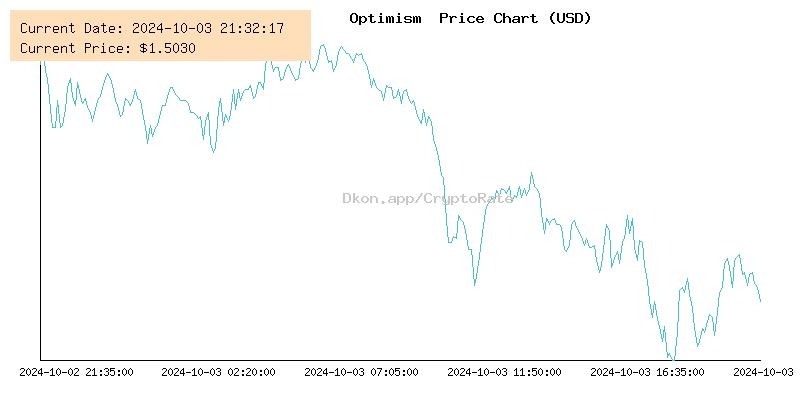 Optimism  Price Chart (USD)
Current Date: 2024-10-03 21:32:17
Current Price: $1.5030
Dkon.app/CryptoRate
2024-10-02 21:35:00
2024-10-03 02:20:00
2024-10-03 07:05:00
2024-10-03 11:50:00
2024-10-03 16:35:00
2024-10-03